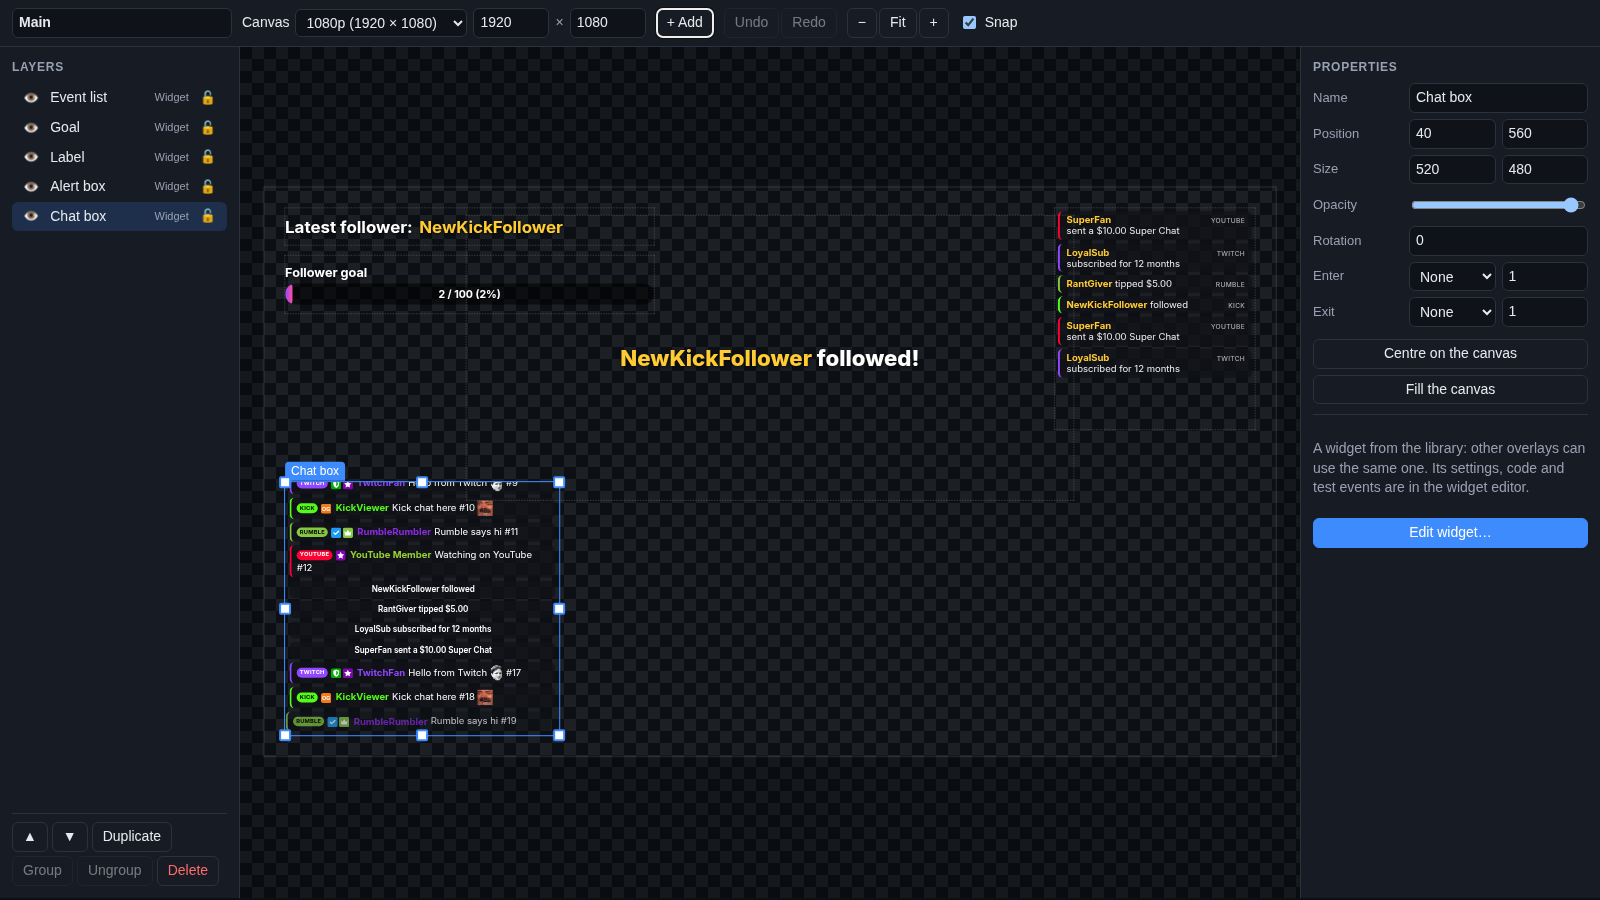 Main
Canvas 1080p (1920 × 1080) 1920 × 1080 + Add Undo Redo − Fit + Snap
LAYERS
Event list Widget
Goal Widget
Label Widget
Alert box Widget
Chat box Widget
▲ ▼ Duplicate
Group Ungroup Delete
Latest follower: NewKickFollower
Follower goal
2 / 100 (2%)
NewKickFollower followed!
SuperFan YOUTUBE
sent a $10.00 Super Chat
LoyalSub TWITCH
subscribed for 12 months
RantGiver tipped $5.00 RUMBLE
NewKickFollower followed KICK
SuperFan YOUTUBE
sent a $10.00 Super Chat
LoyalSub TWITCH
subscribed for 12 months
Chat box
TWITCH TwitchFan Hello from Twitch #9
KICK OG KickViewer Kick chat here #10
RUMBLE RumbleRumbler Rumble says hi #11
YOUTUBE YouTube Member Watching on YouTube
#12
NewKickFollower followed
RantGiver tipped $5.00
LoyalSub subscribed for 12 months
SuperFan sent a $10.00 Super Chat
TWITCH TwitchFan Hello from Twitch #17
KICK OG KickViewer Kick chat here #18
RUMBLE RumbleRumbler Rumble says hi #19
PROPERTIES
Name Chat box
Position 40 560
Size 520 480
Opacity
Rotation 0
Enter None 1
Exit None 1
Centre on the canvas
Fill the canvas
A widget from the library: other overlays can
use the same one. Its settings, code and
test events are in the widget editor.
Edit widget…